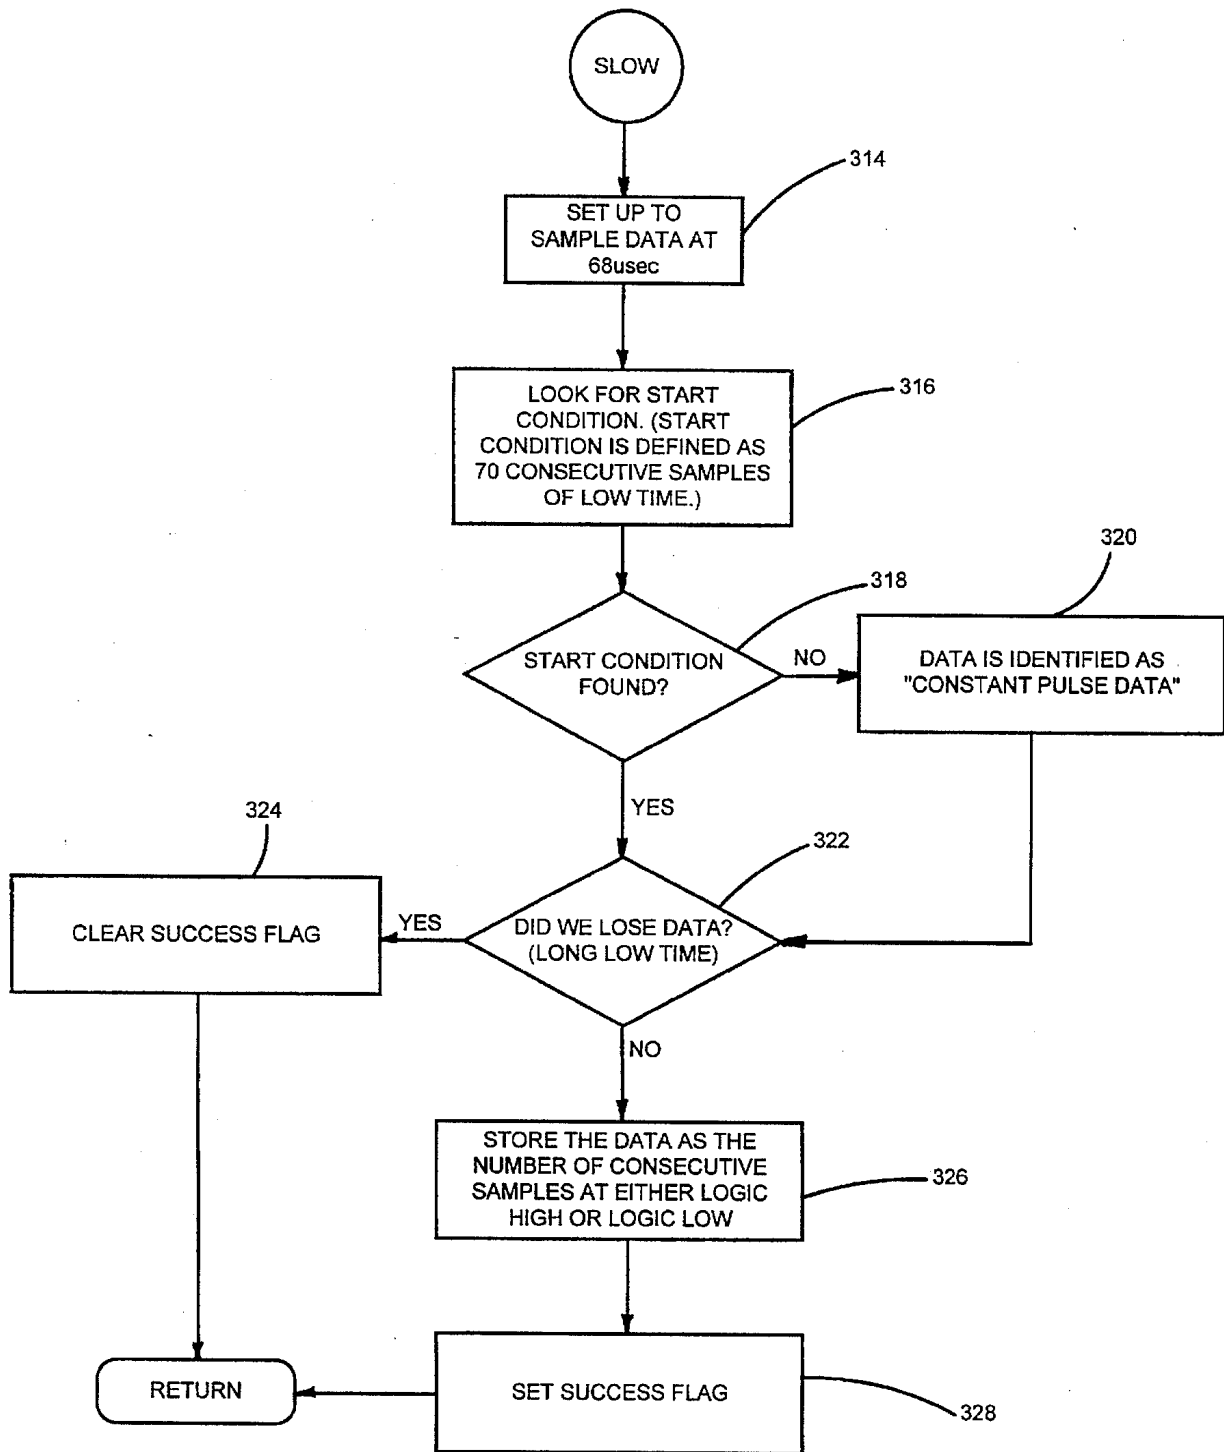 SLOW
314
SET UP TO
SAMPLE DATA AT
68usec
316
LOOK FOR START
CONDITION. (START
CONDITION IS DEFINED AS
70 CONSECUTIVE SAMPLES
OF LOW TIME.)
318
320
START CONDITION
FOUND?
NO
DATA IS IDENTIFIED AS
"CONSTANT PULSE DATA"
YES
324
322
CLEAR SUCCESS FLAG
YES
DID WE LOSE DATA?
(LONG LOW TIME)
NO
STORE THE DATA AS THE
NUMBER OF CONSECUTIVE
SAMPLES AT EITHER LOGIC
HIGH OR LOGIC LOW
326
RETURN
SET SUCCESS FLAG
328